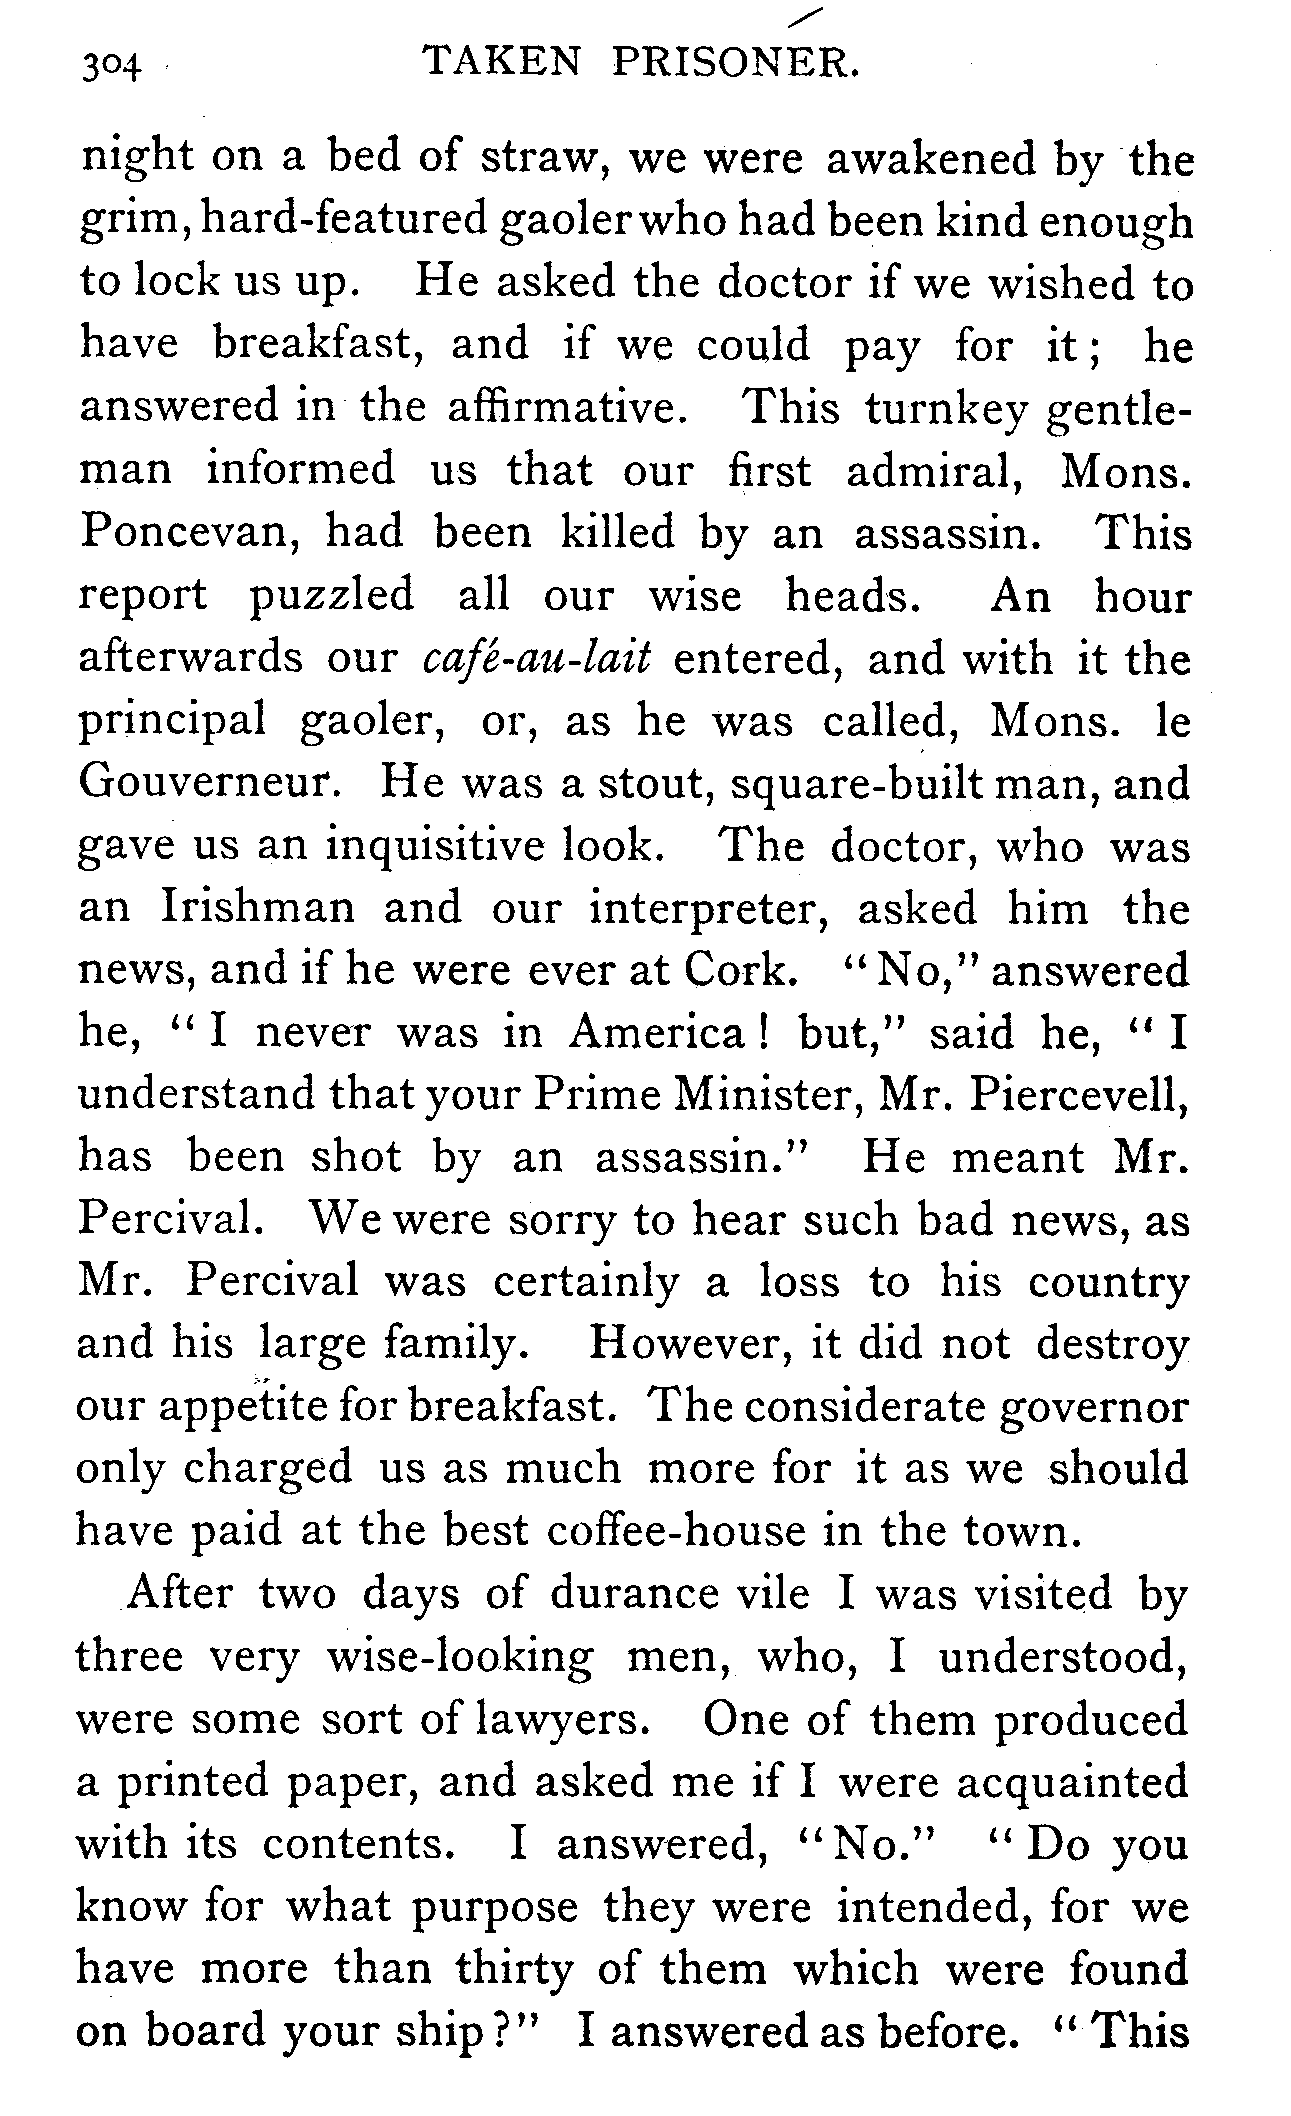 304 TAKEN PRISONER.
night on a bed of straw, we were awakened by the
grim, hard-featured gaoler who had been kind enough
to lock us up. He asked the doctor if we wished to
have breakfast, and if we could pay for it; he
answered in the affirmative. This turnkey gentle-
man informed us that our first admiral, Mons.
Poncevan, had been killed by an assassin. This
report puzzled all our wise heads. An hour
afterwards our café-au-lait entered, and with it the
principal gaoler, or, as he was called, Mons. le
Gouverneur. He was a stout, square-built man, and
gave us an inquisitive look. The doctor, who was
an Irishman and our interpreter, asked him the
news, and if he were ever at Cork. "No," answered
he, "I never was in America! but," said he, "I
understand that your Prime Minister, Mr. Piercevell,
has been shot by an assassin." He meant Mr.
Percival. We were sorry to hear such bad news, as
Mr. Percival was certainly a loss to his country
and his large family. However, it did not destroy
our appetite for breakfast. The considerate governor
only charged us as much more for it as we should
have paid at the best coffee-house in the town.
After two days of durance vile I was visited by
three very wise-looking men, who, I understood,
were some sort of lawyers. One of them produced
a printed paper, and asked me if I were acquainted
with its contents. I answered, "No." "Do you
know for what purpose they were intended, for we
have more than thirty of them which were found
on board your ship?" I answered as before. "This